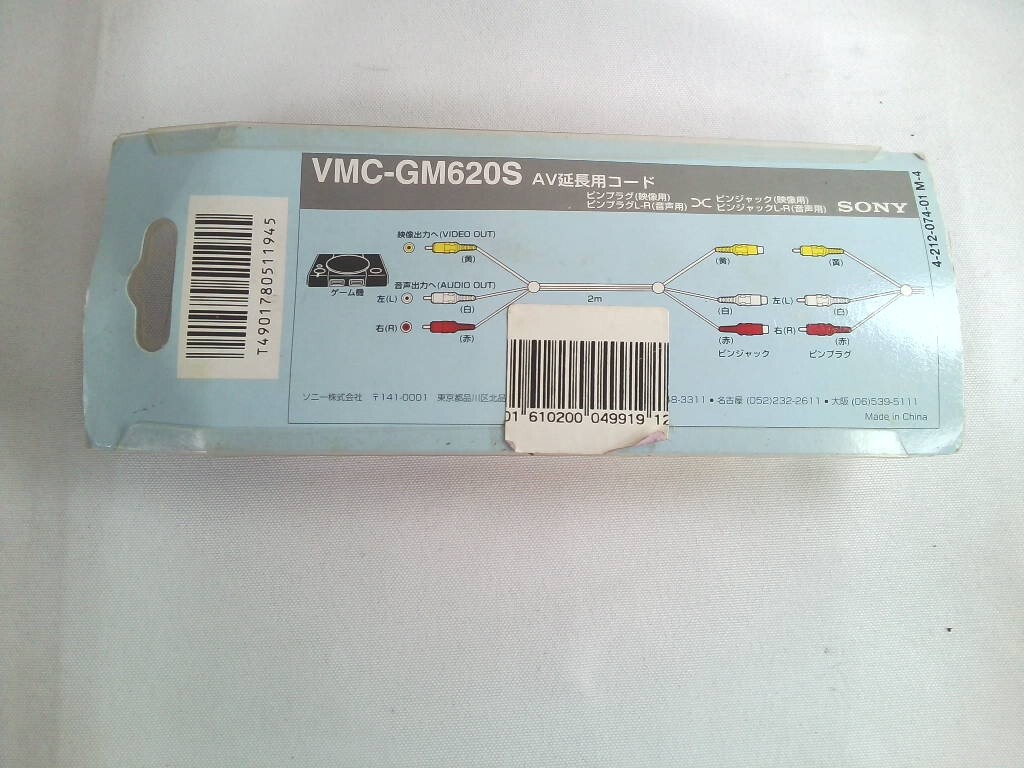 VMC-GM620S AV延長用コード
ピンプラグ(映像用)
ピンプラグL-R(音声用)
ピンジャック(映像用)
ピンジャックL-R(音声用)
SONY
4-212-074-01 M-4
T4901780511945
映像出力へ(VIDEO OUT)
(黄)
ゲーム機
音声出力へ(AUDIO OUT)
左(L)
(白)
右(R)
(赤)
2m
(黄)
(白)
(赤)
ピンジャック
(黄)
左(L)
(白)
右(R)
(赤)
ピンプラグ
ソニー株式会社 〒141-0001 東京都品川区北品
48-3311•名古屋 (052)232-2611•大阪 (06)539-5111
Made in China
01 610200 049919 12